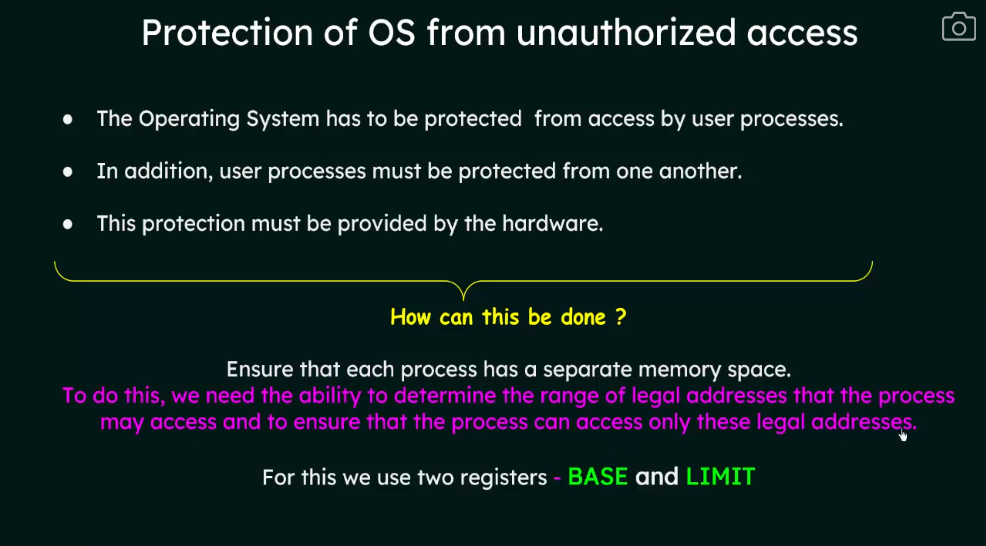 Protection of OS from unauthorized access
● The Operating System has to be protected from access by user processes.
● In addition, user processes must be protected from one another.
● This protection must be provided by the hardware.
How can this be done ?
Ensure that each process has a separate memory space.
To do this, we need the ability to determine the range of legal addresses that the process
may access and to ensure that the process can access only these legal addresses.
For this we use two registers - BASE and LIMIT